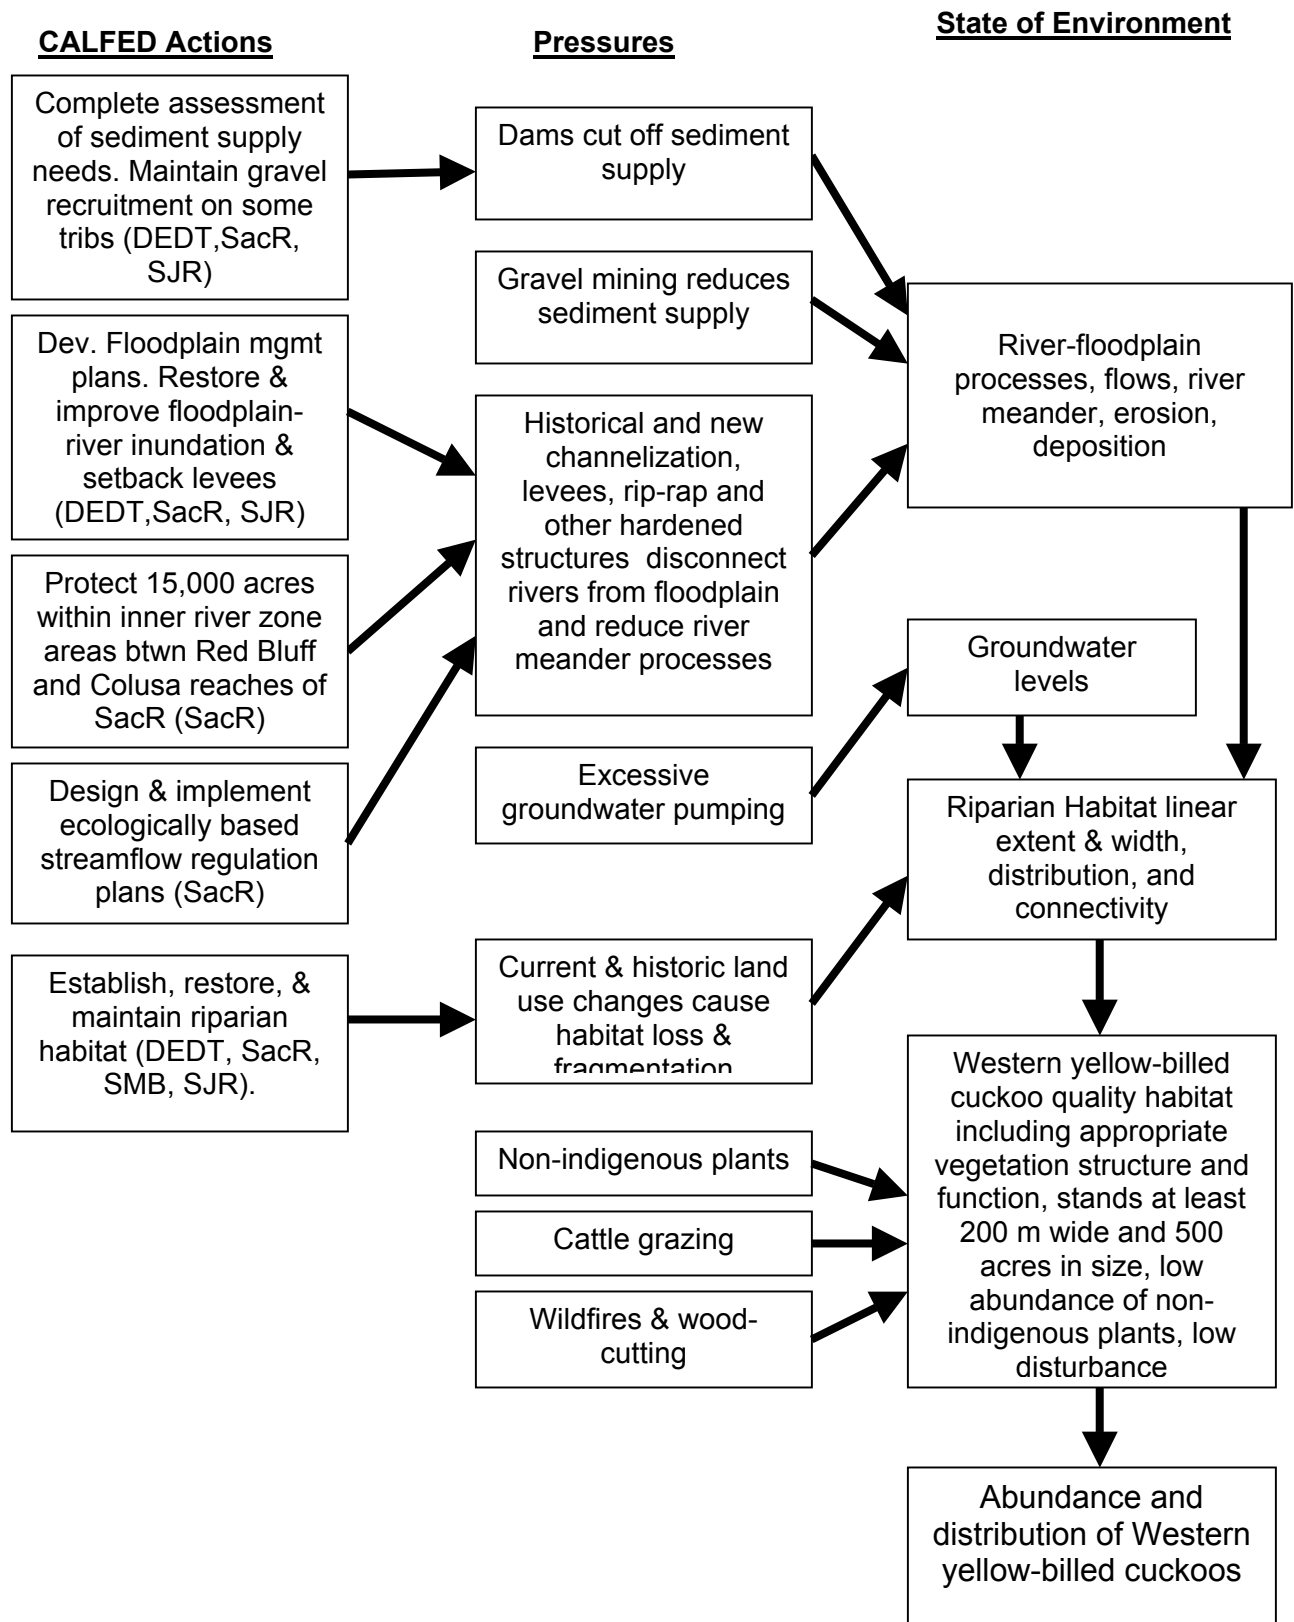 CALFED Actions
Complete assessment
of sediment supply
needs. Maintain gravel
recruitment on some
tribs (DEDT,SacR,
SJR)
Dev. Floodplain mgmt
plans. Restore &
improve floodplain-
river inundation &
setback levees
(DEDT,SacR, SJR)
Protect 15,000 acres
within inner river zone
areas btwn Red Bluff
and Colusa reaches of
SacR (SacR)
Design & implement
ecologically based
streamflow regulation
plans (SacR)
Establish, restore, &
maintain riparian
habitat (DEDT, SacR,
SMB, SJR).
Pressures
Dams cut off sediment
supply
Gravel mining reduces
sediment supply
Historical and new
channelization,
levees, rip-rap and
other hardened
structures disconnect
rivers from floodplain
and reduce river
meander processes
Excessive
groundwater pumping
Current & historic land
use changes cause
habitat loss &
fragmentation
Non-indigenous plants
Cattle grazing
Wildfires & wood-
cutting
State of Environment
River-floodplain
processes, flows, river
meander, erosion,
deposition
Groundwater
levels
Riparian Habitat linear
extent & width,
distribution, and
connectivity
Western yellow-billed
cuckoo quality habitat
including appropriate
vegetation structure and
function, stands at least
200 m wide and 500
acres in size, low
abundance of non-
indigenous plants, low
disturbance
Abundance and
distribution of Western
yellow-billed cuckoos